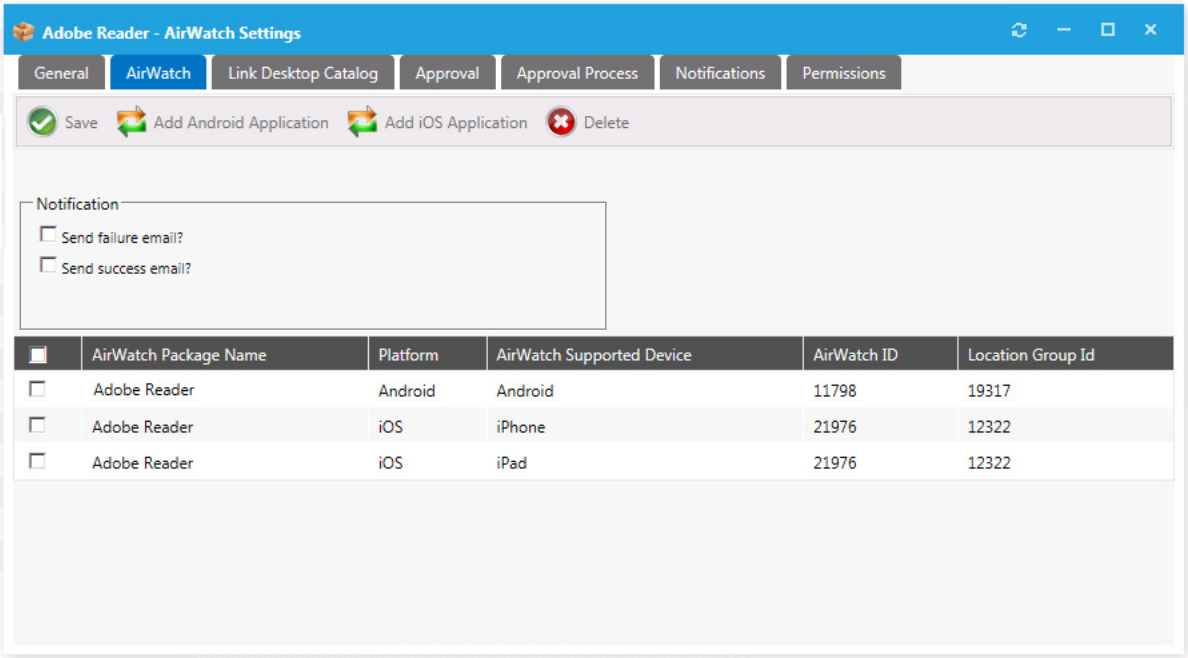 Adobe Reader - AirWatch Settings
General AirWatch Link Desktop Catalog Approval Approval Process Notifications Permissions
Save Add Android Application Add iOS Application Delete
Notification
Send failure email?
Send success email?
AirWatch Package Name Platform AirWatch Supported Device AirWatch ID Location Group Id
Adobe Reader Android Android 11798 19317
Adobe Reader iOS iPhone 21976 12322
Adobe Reader iOS iPad 21976 12322